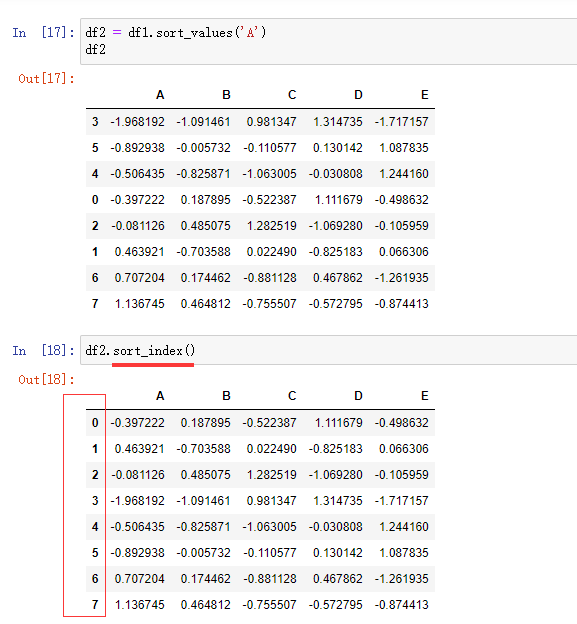 In [17]: df2 = df1.sort_values('A')
df2
Out[17]:
A B C D E
3 -1.968192 -1.091461 0.981347 1.314735 -1.717157
5 -0.892938 -0.005732 -0.110577 0.130142 1.087835
4 -0.506435 -0.825871 -1.063005 -0.030808 1.244160
0 -0.397222 0.187895 -0.522387 1.111679 -0.498632
2 -0.081126 0.485075 1.282519 -1.069280 -0.105959
1 0.463921 -0.703588 0.022490 -0.825183 0.066306
6 0.707204 0.174462 -0.881128 0.467862 -1.261935
7 1.136745 0.464812 -0.755507 -0.572795 -0.874413
In [18]: df2.sort_index()
Out[18]:
A B C D E
0 -0.397222 0.187895 -0.522387 1.111679 -0.498632
1 0.463921 -0.703588 0.022490 -0.825183 0.066306
2 -0.081126 0.485075 1.282519 -1.069280 -0.105959
3 -1.968192 -1.091461 0.981347 1.314735 -1.717157
4 -0.506435 -0.825871 -1.063005 -0.030808 1.244160
5 -0.892938 -0.005732 -0.110577 0.130142 1.087835
6 0.707204 0.174462 -0.881128 0.467862 -1.261935
7 1.136745 0.464812 -0.755507 -0.572795 -0.874413